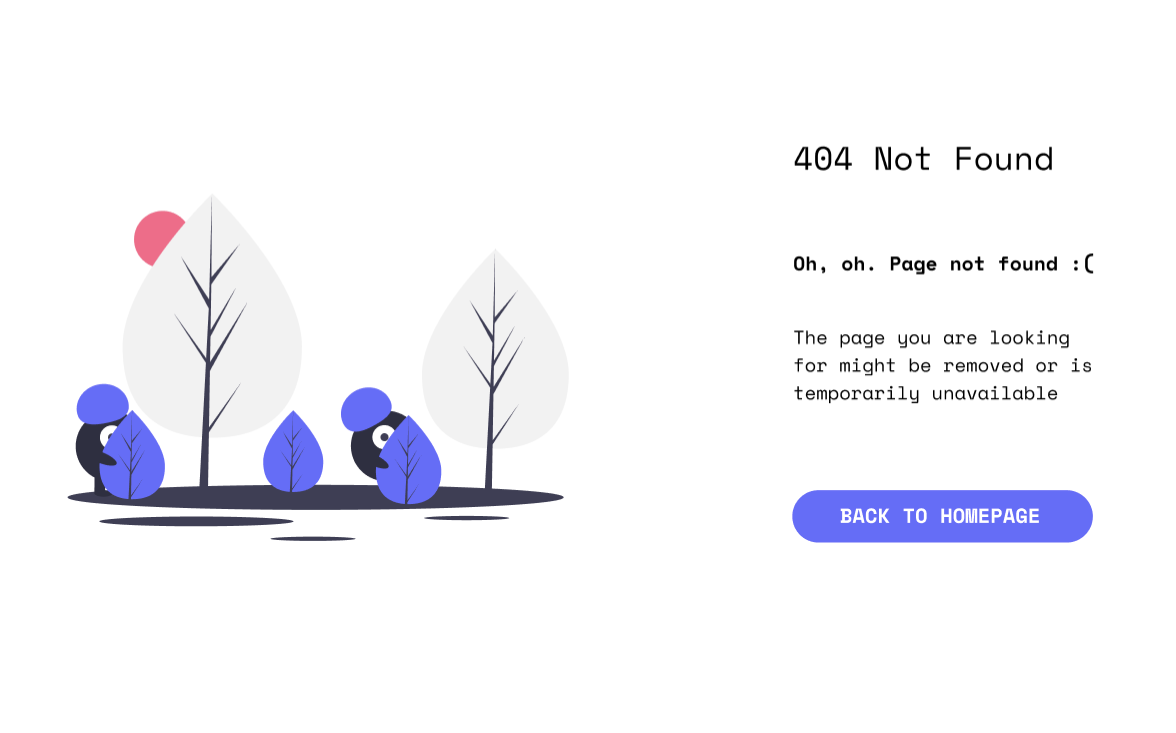 404 Not Found
Oh, oh. Page not found :(
The page you are looking
for might be removed or is
temporarily unavailable
BACK TO HOMEPAGE